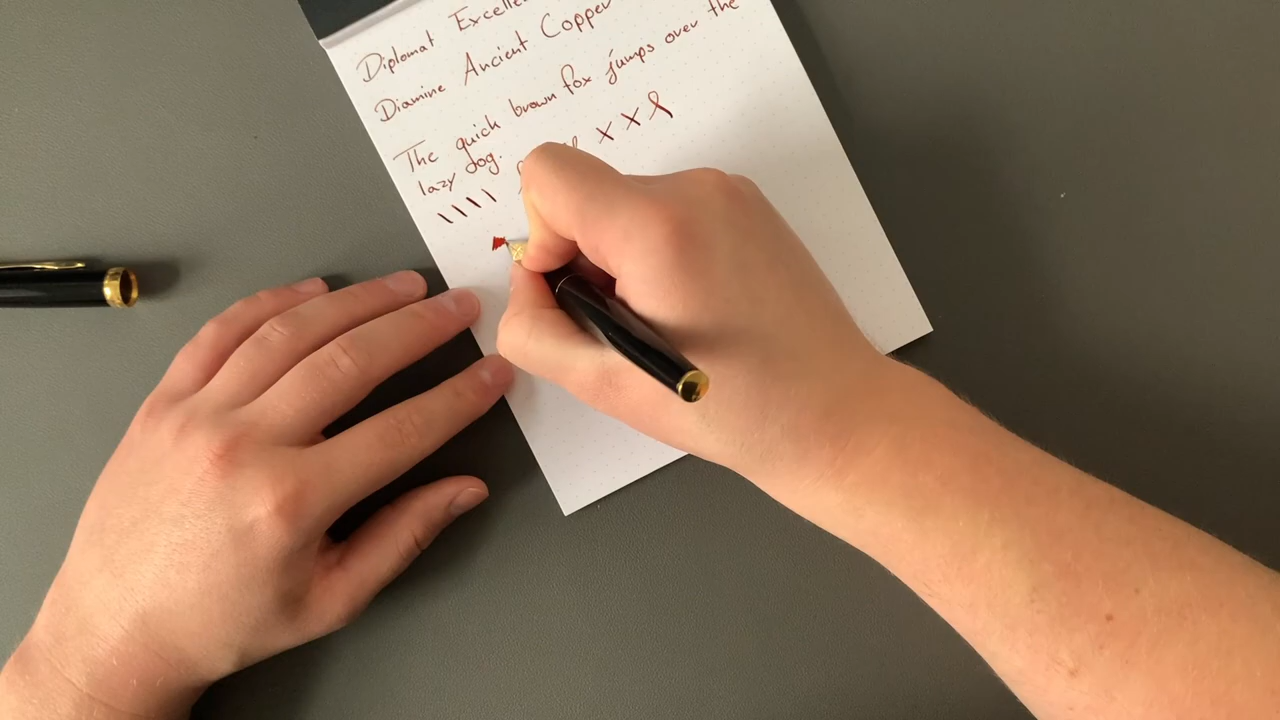 Diplomat
Diamine Ancient Copper
The quick brown fox jumps over the
lazy dog.
x x